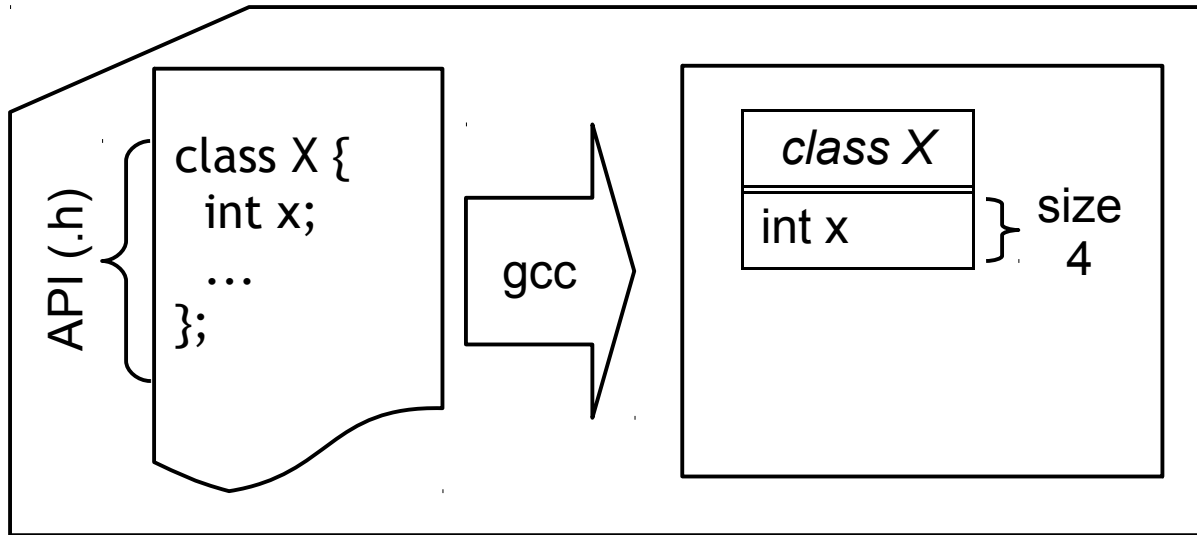 API (.h)
class X {
int x;
...
};
gcc
class X
int x
size
4